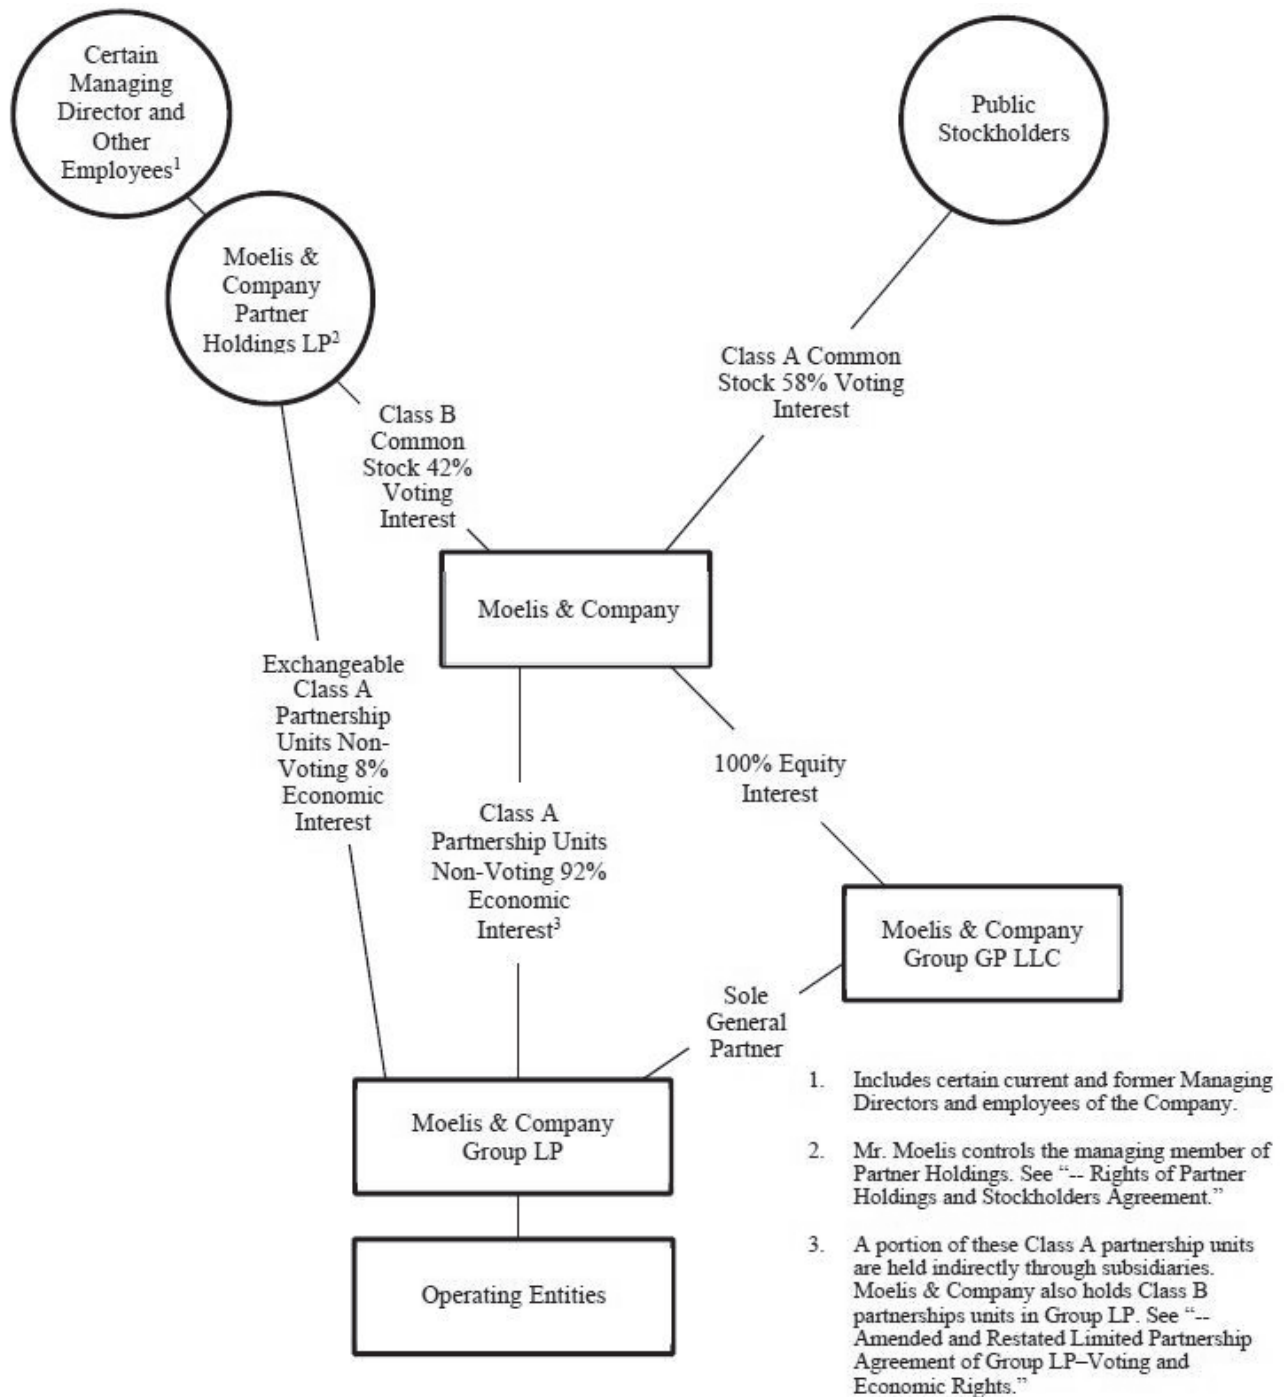 Certain
Managing
Director and
Other
Employees1
Public
Stockholders
Moelis &
Company
Partner
Holdings LP2
Class A Common
Stock 58% Voting
Interest
Class B
Common
Stock 42%
Voting
Interest
Moelis & Company
Exchangeable
Class A
Partnership
Units Non-
Voting 8%
Economic
Interest
Class A
Partnership Units
Non-Voting 92%
Economic
Interest3
100% Equity
Interest
Moelis & Company
Group GP LLC
Sole
General
Partner
Moelis & Company
Group LP
Operating Entities
1. Includes certain current and former Managing
Directors and employees of the Company.
2. Mr. Moelis controls the managing member of
Partner Holdings. See “-- Rights of Partner
Holdings and Stockholders Agreement.”
3. A portion of these Class A partnership units
are held indirectly through subsidiaries.
Moelis & Company also holds Class B
partnerships units in Group LP. See “--
Amended and Restated Limited Partnership
Agreement of Group LP–Voting and
Economic Rights.”